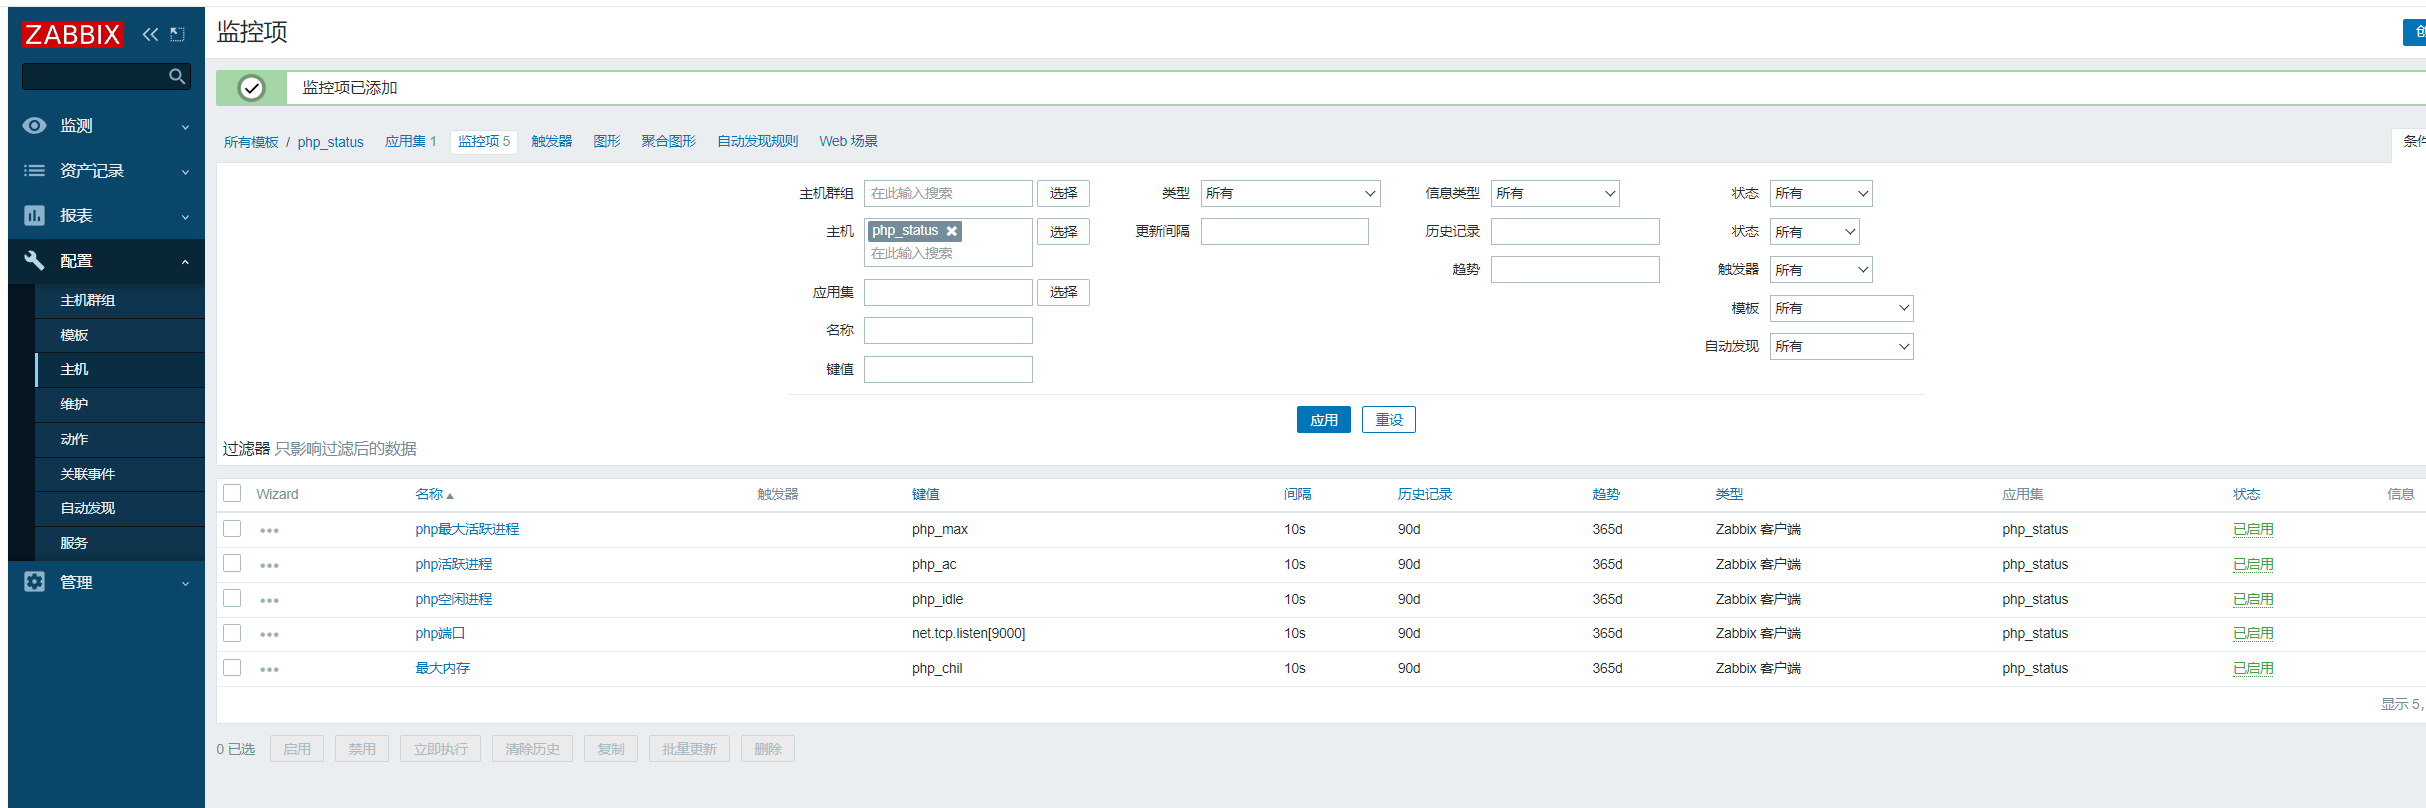 ZABBIX
监测
资产记录
报表
配置
主机群组
模板
主机
维护
动作
关联事件
自动发现
服务
管理
监控项
监控项已添加
所有模板 / php_status 应用集 1 监控项 5 触发器 图形 聚合图形 自动发现规则 Web 场景
主机群组 在此输入搜索 选择 类型 所有 信息类型 所有 状态 所有
主机 php_status 选择 更新间隔 历史记录 状态 所有
在此输入搜索
趋势 触发器 所有
应用集 选择
模板 所有
名称
自动发现 所有
键值
应用 重设
过滤器 只影响过滤后的数据
Wizard 名称 触发器 键值 间隔 历史记录 趋势 类型 应用集 状态 信息
php最大活跃进程 php_max 10s 90d 365d Zabbix 客户端 php_status 已启用
php活跃进程 php_ac 10s 90d 365d Zabbix 客户端 php_status 已启用
php空闲进程 php_idle 10s 90d 365d Zabbix 客户端 php_status 已启用
php端口 net.tcp.listen[9000] 10s 90d 365d Zabbix 客户端 php_status 已启用
最大内存 php_chil 10s 90d 365d Zabbix 客户端 php_status 已启用
显示 5,
0 已选 启用 禁用 立即执行 清除历史 复制 批量更新 删除